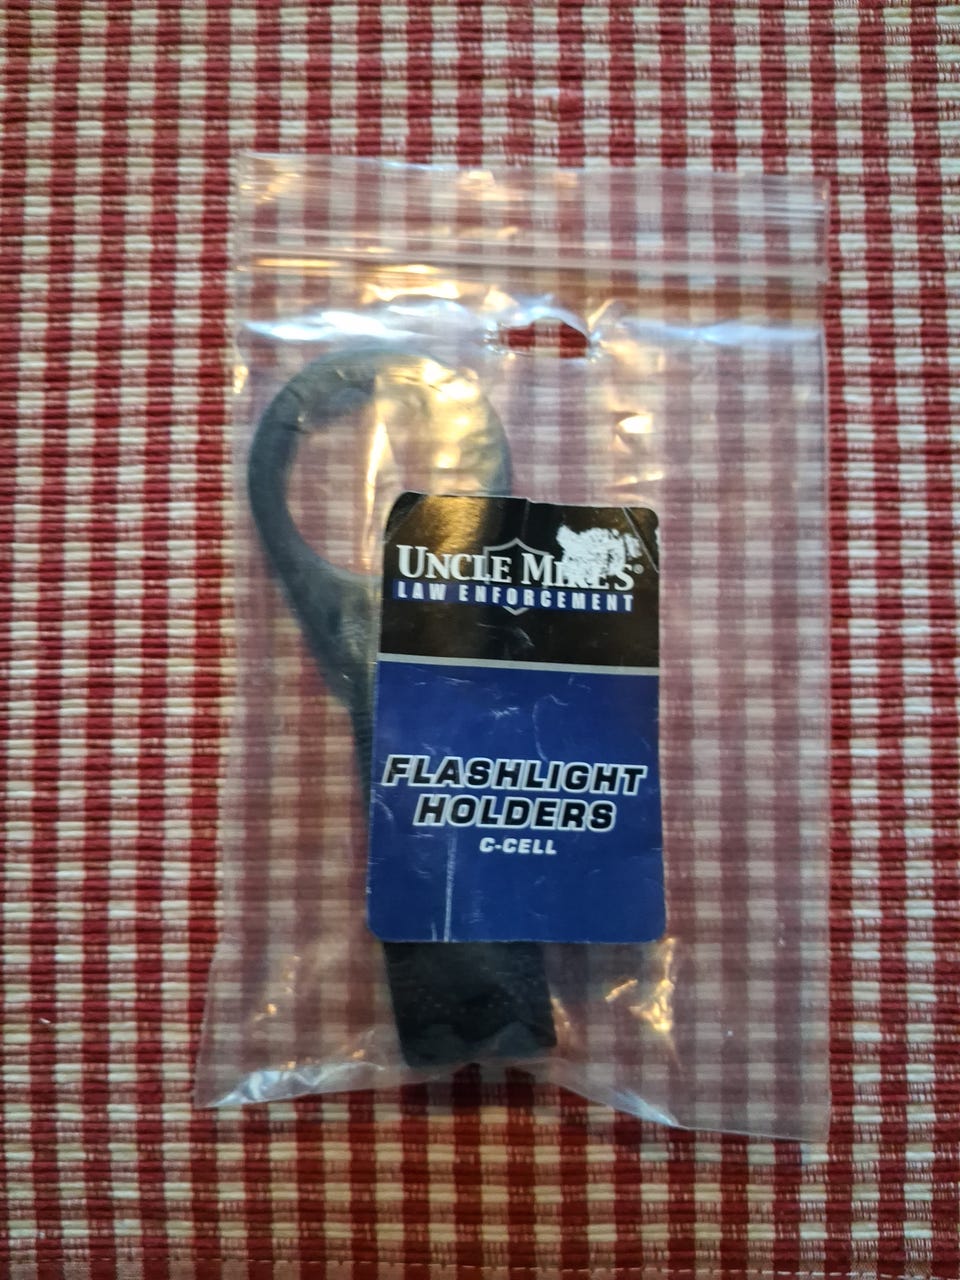 UNCLE MIKE'S®
LAW ENFORCEMENT
FLASHLIGHT
HOLDERS
C-CELL